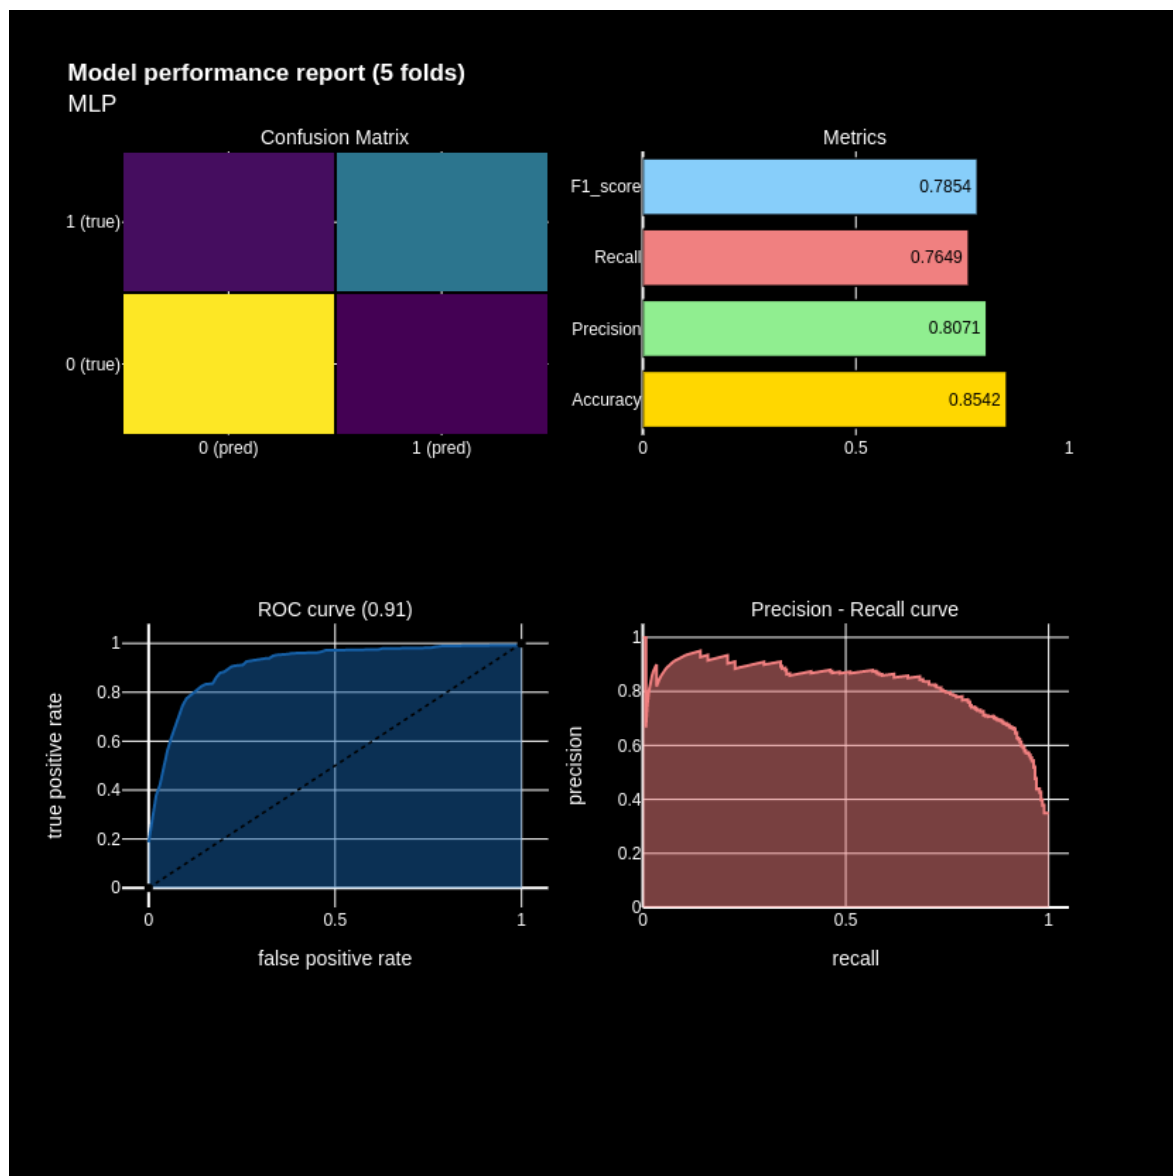 Model performance report (5 folds)
MLP
Confusion Matrix
1 (true)
0 (true)
0 (pred)
1 (pred)
Metrics
F1_score
0.7854
Recall
0.7649
Precision
0.8071
Accuracy
0.8542
0
0.5
1
ROC curve (0.91)
true positive rate
1
0.8
0.6
0.4
0.2
0
0
0.5
1
false positive rate
Precision - Recall curve
precision
1
0.8
0.6
0.4
0.2
0
0
0.5
1
recall